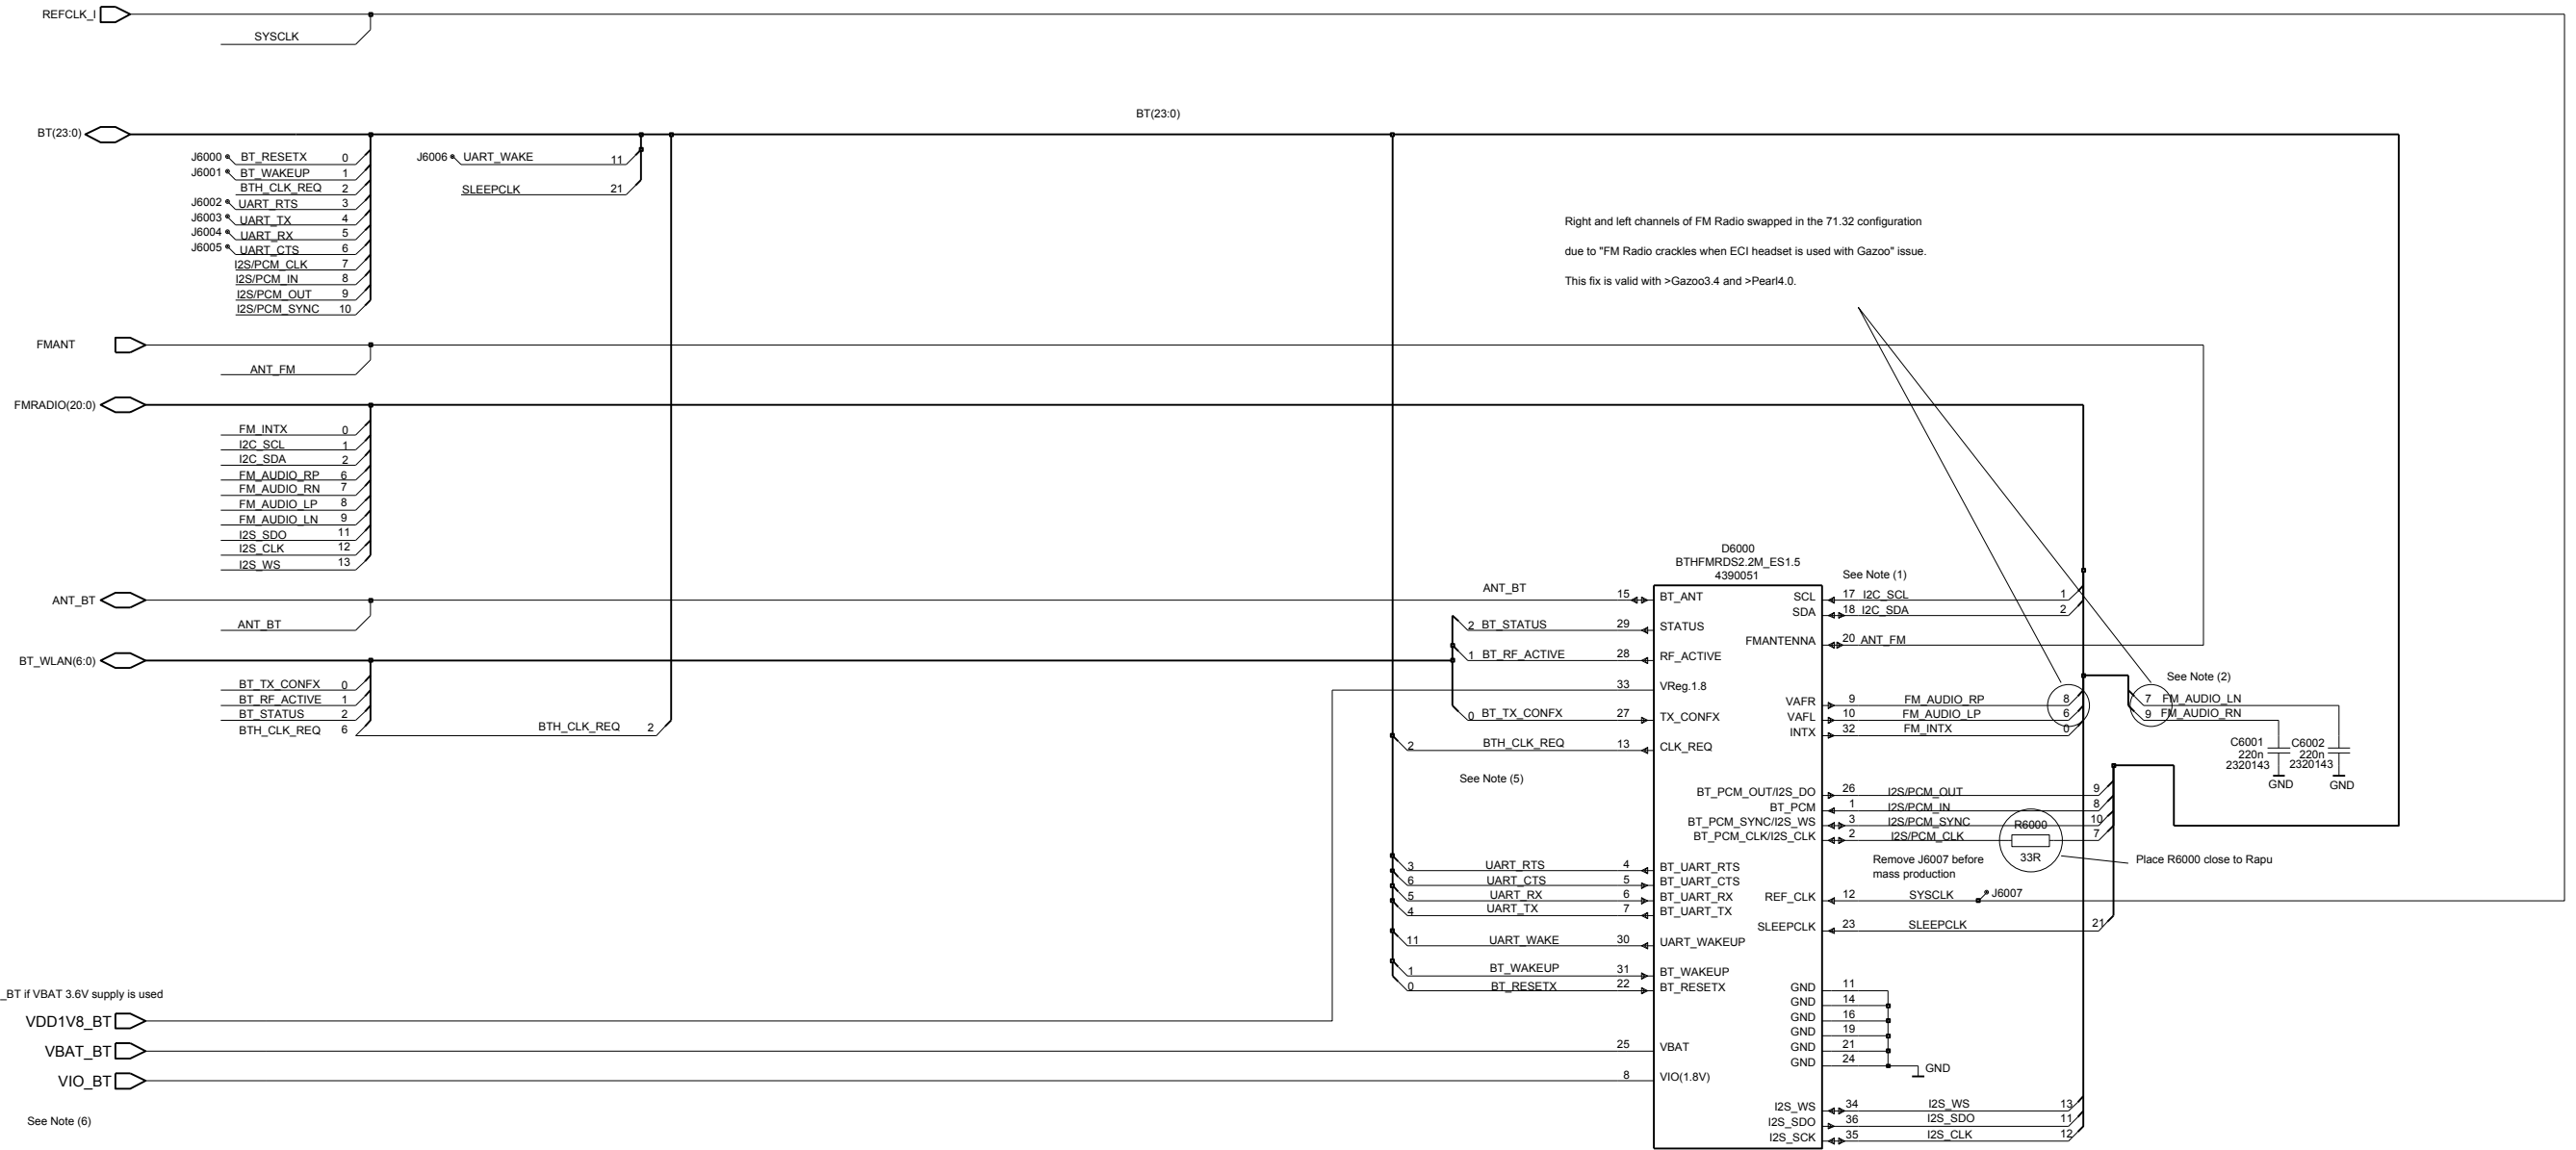 REFCLK_I
SYSCLK
BT(23:0)
BT(23:0)
J6000 BT_RESETX 0
J6001 BT_WAKEUP 1
BTH_CLK_REQ 2
J6002 UART_RTS 3
J6003 UART_TX 4
J6004 UART_RX 5
J6005 UART_CTS 6
I2S/PCM_CLK 7
I2S/PCM_IN 8
I2S/PCM_OUT 9
I2S/PCM_SYNC 10
J6006 UART_WAKE 11
SLEEPCLK 21
Right and left channels of FM Radio swapped in the 71.32 configuration
due to "FM Radio crackles when ECI headset is used with Gazoo" issue.
This fix is valid with >Gazoo3.4 and >Pearl4.0.
FMANT
ANT_FM
FMRADIO(20:0)
FM_INTX 0
I2C_SCL 1
I2C_SDA 2
FM_AUDIO_RP 6
FM_AUDIO_RN 7
FM_AUDIO_LP 8
FM_AUDIO_LN 9
I2S_SDO 11
I2S_CLK 12
I2S_WS 13
ANT_BT
ANT_BT
BT_WLAN(6:0)
BT_TX_CONFX 0
BT_RF_ACTIVE 1
BT_STATUS 2
BTH_CLK_REQ 6
BTH_CLK_REQ 2
D6000
BTHFMRDS2.2M_ES1.5
4390051
ANT_BT 15 BT_ANT
2 BT_STATUS 29 STATUS
1 BT_RF_ACTIVE 28 RF_ACTIVE
33 VReg.1.8
0 BT_TX_CONFX 27 TX_CONFX
2 BTH_CLK_REQ 13 CLK_REQ
See Note (5)
3 UART_RTS 4 BT_UART_RTS
6 UART_CTS 5 BT_UART_CTS
5 UART_RX 6 BT_UART_RX
4 UART_TX 7 BT_UART_TX
11 UART_WAKE 30 UART_WAKEUP
1 BT_WAKEUP 31 BT_WAKEUP
0 BT_RESETX 22 BT_RESETX
25 VBAT
8 VIO(1.8V)
See Note (1)
SCL 17 I2C_SCL 1
SDA 18 I2C_SDA 2
FMANTENNA 20 ANT_FM
VAFR 9 FM_AUDIO_RP 8
VAFL 10 FM_AUDIO_LP 6
INTX 32 FM_INTX 0
See Note (2)
7 FM_AUDIO_LN
9 FM_AUDIO_RN
C6001
220n
2320143
GND
C6002
220n
2320143
GND
BT_PCM_OUT/I2S_DO 26 I2S/PCM_OUT 9
BT_PCM 1 I2S/PCM_IN 8
BT_PCM_SYNC/I2S_WS 3 I2S/PCM_SYNC 10
BT_PCM_CLK/I2S_CLK 2 I2S/PCM_CLK 7
R6000
33R
Remove J6007 before
mass production
Place R6000 close to Rapu
REF_CLK 12 SYSCLK J6007
SLEEPCLK 23 SLEEPCLK 21
GND 11
GND 14
GND 16
GND 19
GND 21
GND 24
GND
I2S_WS 34 I2S_WS 13
I2S_SDO 36 I2S_SDO 11
I2S_SCK 35 I2S_CLK 12
_BT if VBAT 3.6V supply is used
VDD1V8_BT
VBAT_BT
VIO_BT
See Note (6)